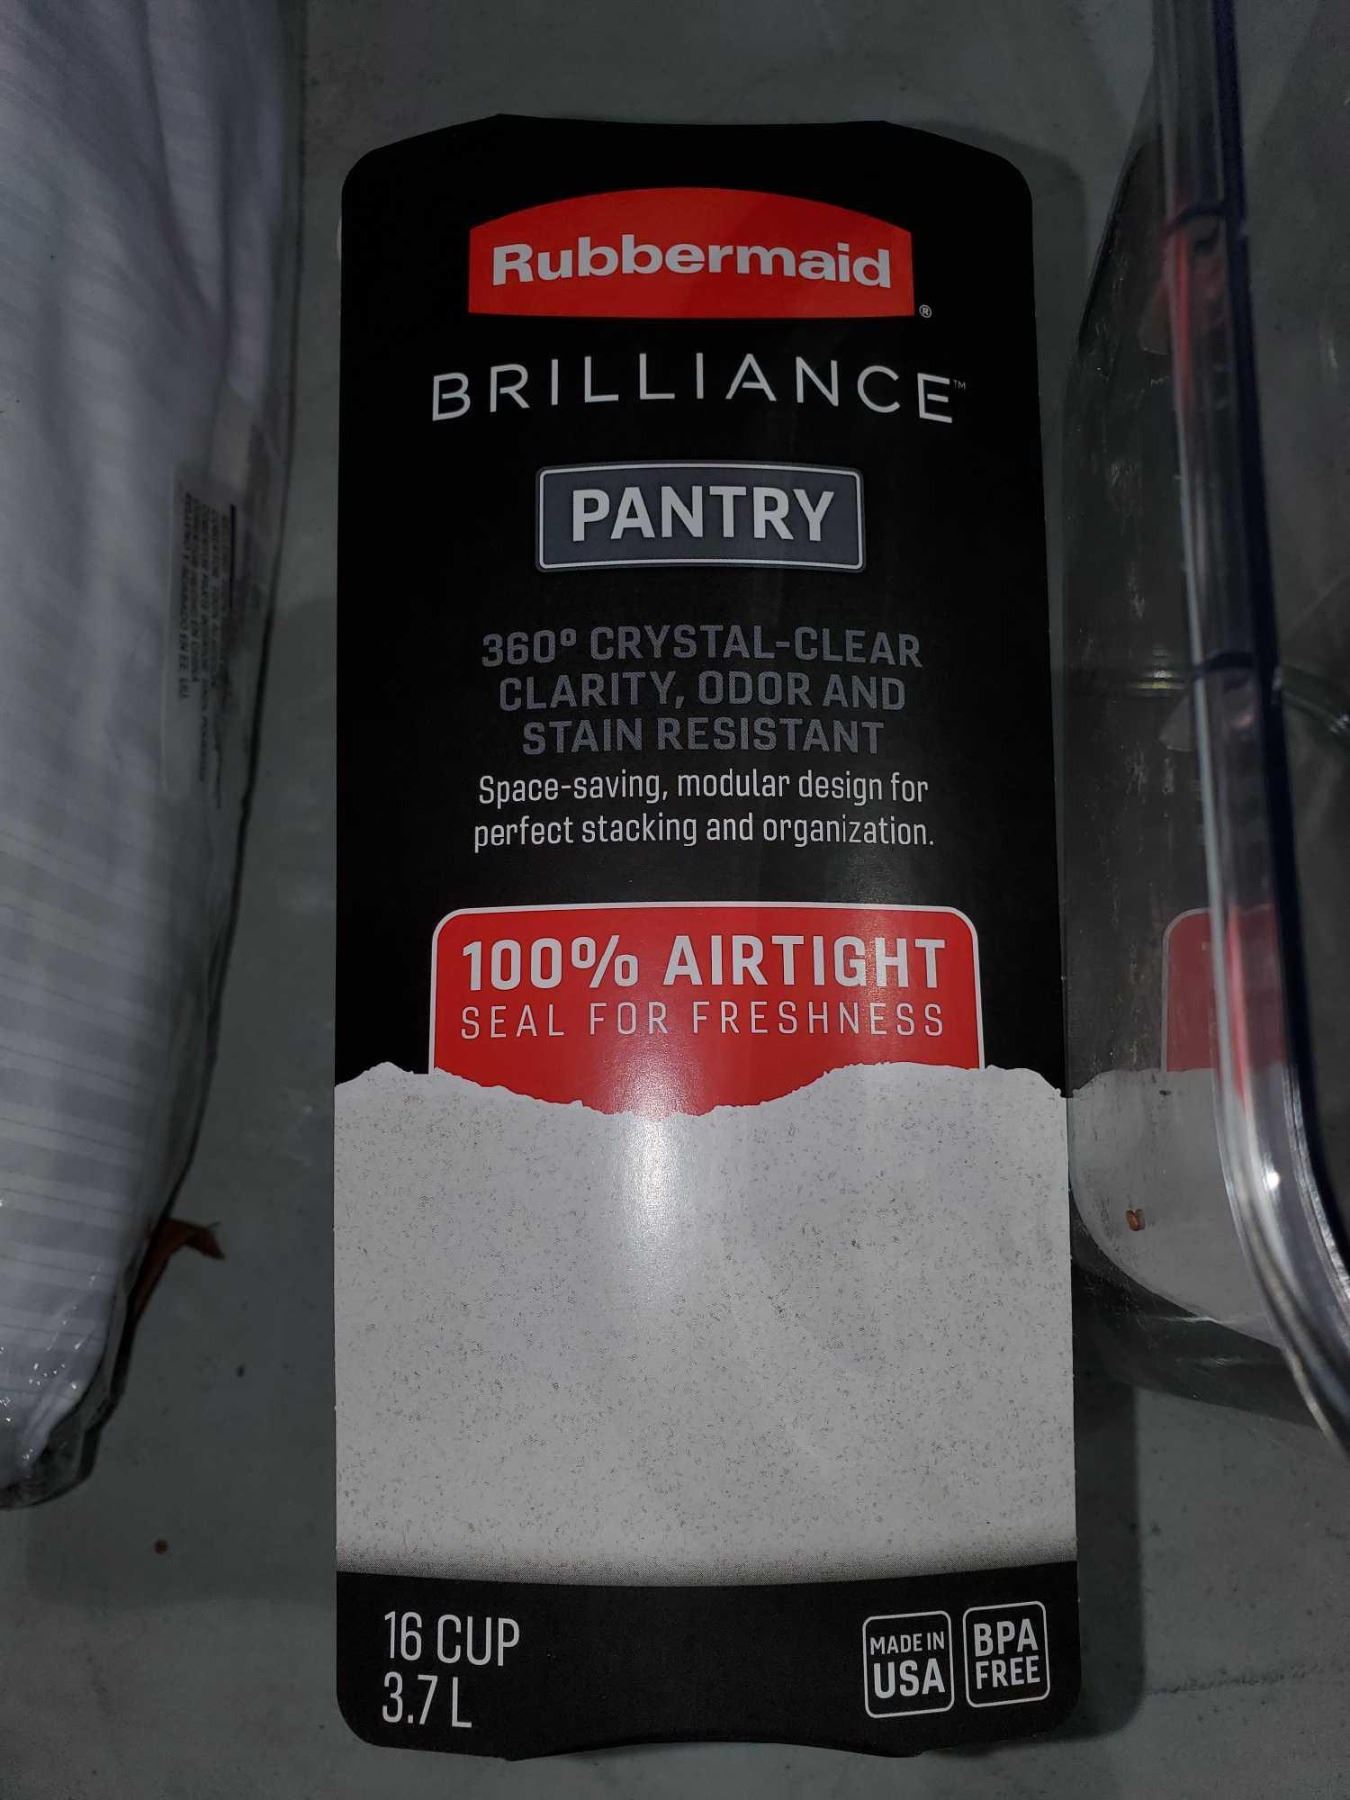 Rubbermaid®
BRILLIANCE™
PANTRY
360° CRYSTAL-CLEAR
CLARITY, ODOR AND
STAIN RESISTANT
Space-saving, modular design for
perfect stacking and organization.
100% AIRTIGHT
SEAL FOR FRESHNESS
16 CUP
3.7 L
MADE IN
USA
BPA
FREE